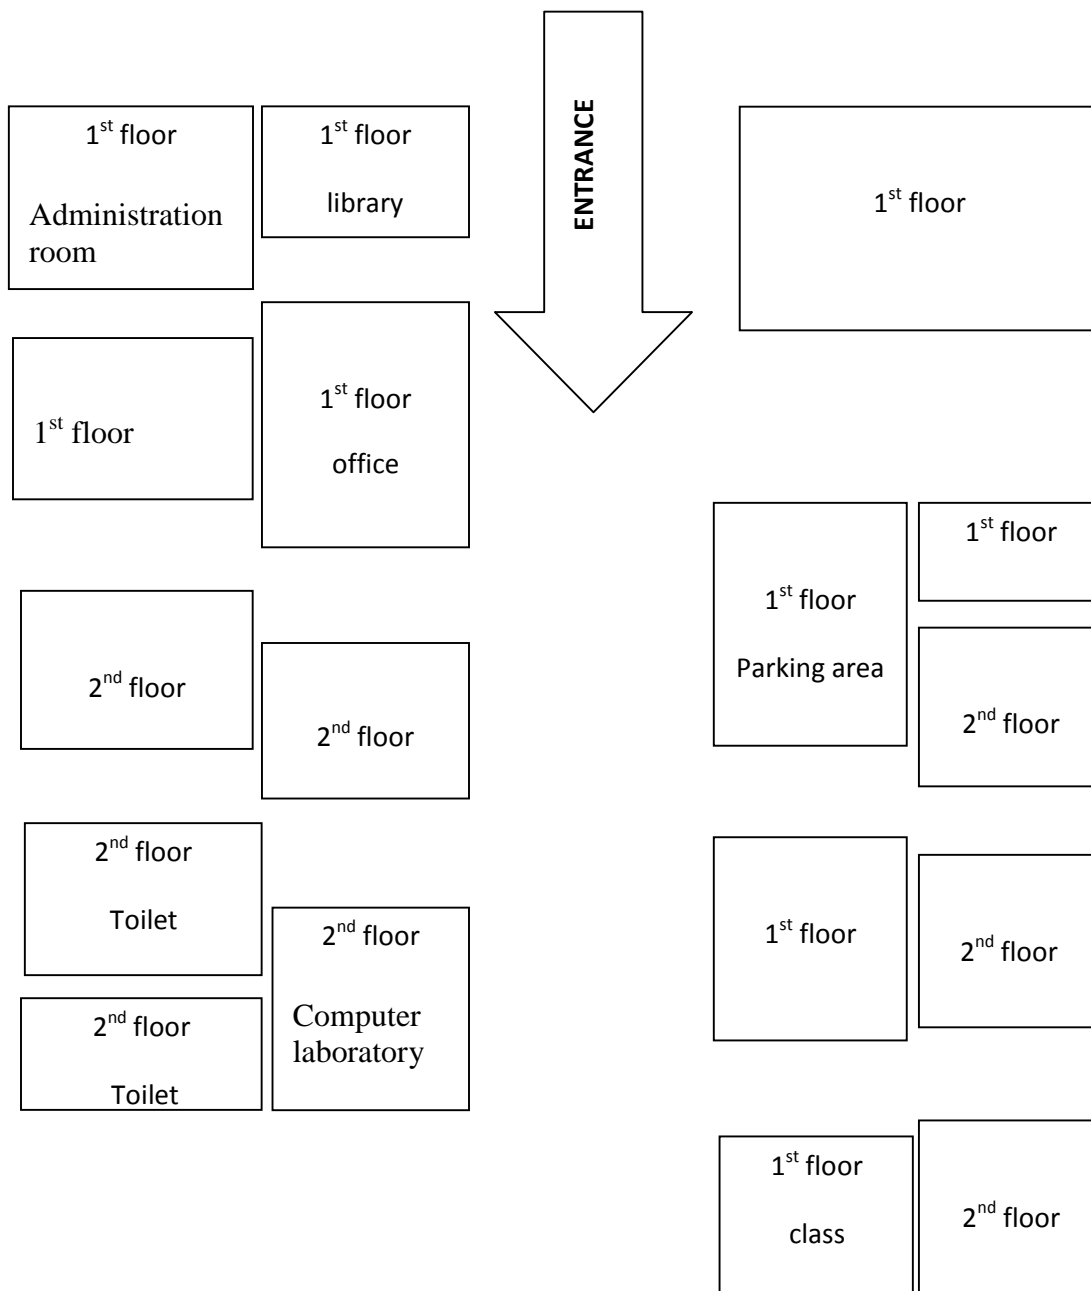 ENTRANCE
1st floor
Administration
room
1st floor
library
1st floor
1st floor
1st floor
office
2nd floor
2nd floor
2nd floor
Toilet
2nd floor
Toilet
2nd floor
Computer
laboratory
1st floor
Parking area
1st floor
2nd floor
1st floor
2nd floor
1st floor
class
2nd floor